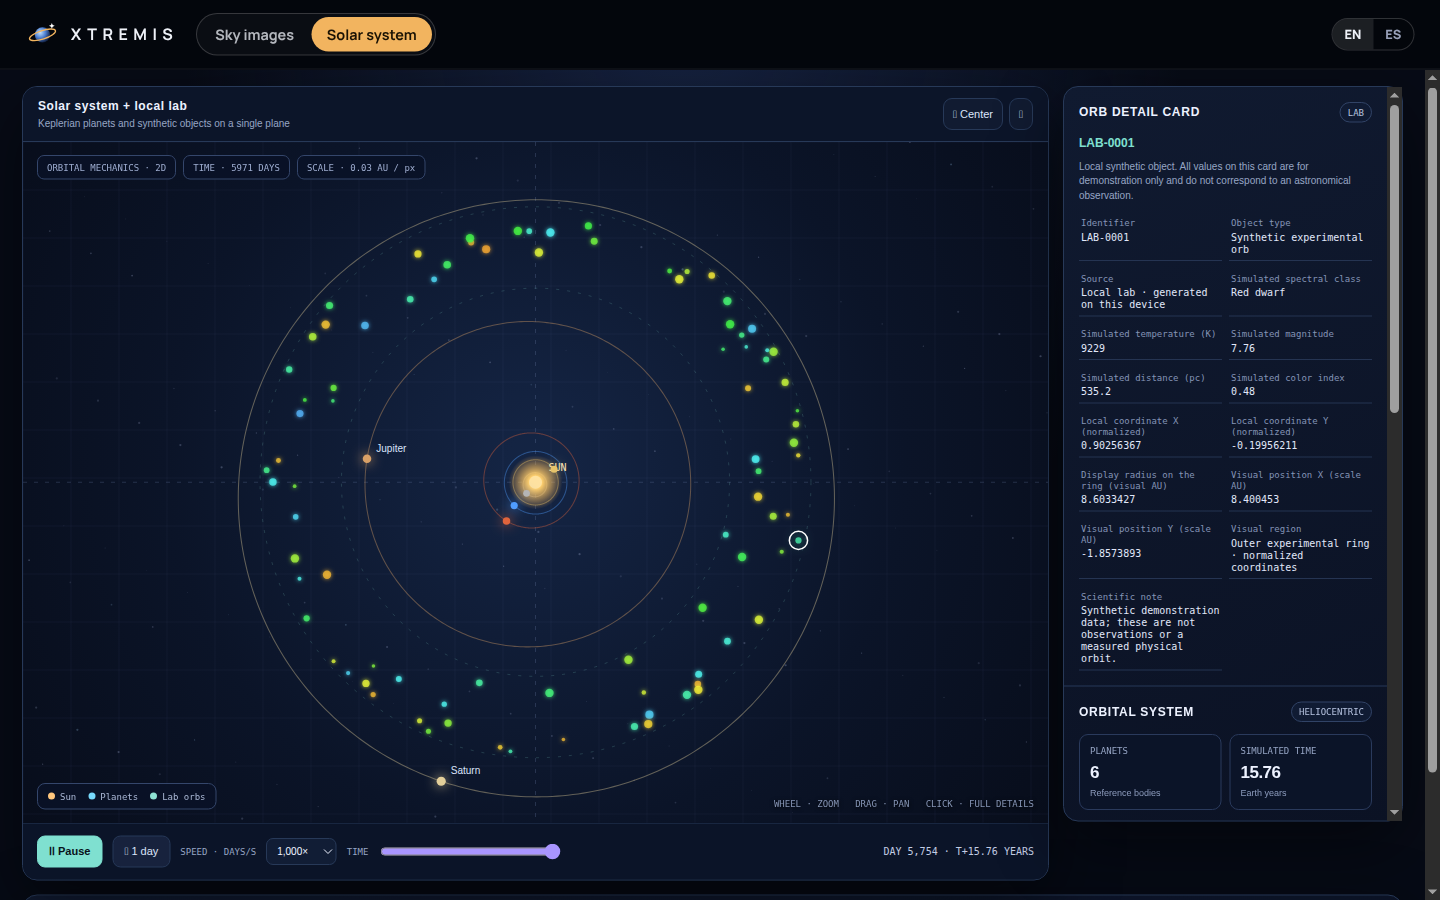 XTREMIS
Sky images
Solar system
EN
ES
Solar system + local lab
Keplerian planets and synthetic objects on a single plane
Center
ORBITAL MECHANICS · 2D
TIME · 5971 DAYS
SCALE · 0.03 AU / px
Jupiter
SUN
Saturn
Sun
Planets
Lab orbs
WHEEL · ZOOM
DRAG · PAN
CLICK · FULL DETAILS
II Pause
1 day
SPEED · DAYS/S
1,000×
TIME
DAY 5,754 · T+15.76 YEARS
ORB DETAIL CARD
LAB
LAB-0001
Local synthetic object. All values on this card are for
demonstration only and do not correspond to an astronomical
observation.
Identifier
LAB-0001
Object type
Synthetic experimental
orb
Source
Local lab · generated
on this device
Simulated spectral class
Red dwarf
Simulated temperature (K)
9229
Simulated magnitude
7.76
Simulated distance (pc)
535.2
Simulated color index
0.48
Local coordinate X
(normalized)
0.90256367
Local coordinate Y
(normalized)
-0.19956211
Display radius on the
ring (visual AU)
8.6033427
Visual position X (scale
AU)
8.400453
Visual position Y (scale
AU)
-1.8573893
Visual region
Outer experimental ring
· normalized
coordinates
Scientific note
Synthetic demonstration
data; these are not
observations or a
measured physical
orbit.
ORBITAL SYSTEM
HELIOCENTRIC
PLANETS
6
Reference bodies
SIMULATED TIME
15.76
Earth years